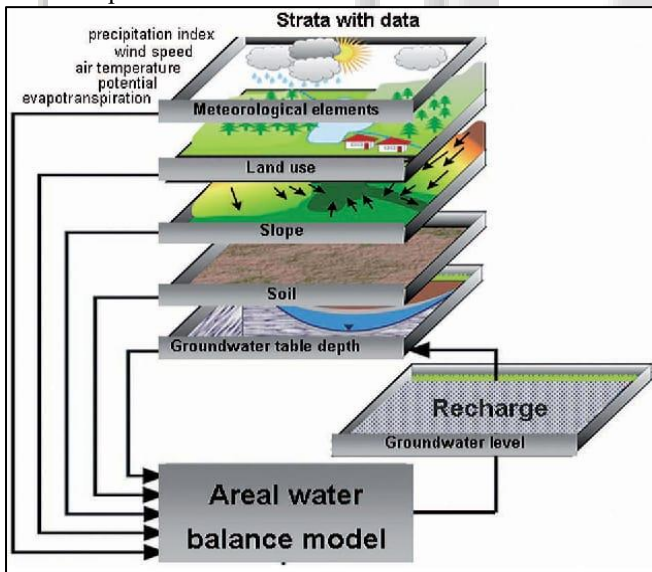 Strata with data
precipitation index
wind speed
air temperature
potential
evapotranspiration
Meteorological elements
Land use
Slope
Soil
Groundwater table depth
Recharge
Groundwater level
Areal water
balance model